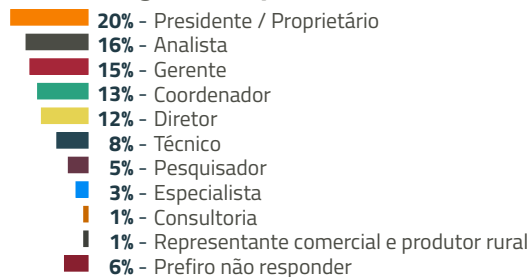 20% - Presidente / Proprietário
16% - Analista
15% - Gerente
13% - Coordenador
12% - Diretor
8% - Técnico
5% - Pesquisador
3% - Especialista
1% - Consultoria
1% - Representante comercial e produtor rural
6% - Prefiro não responder